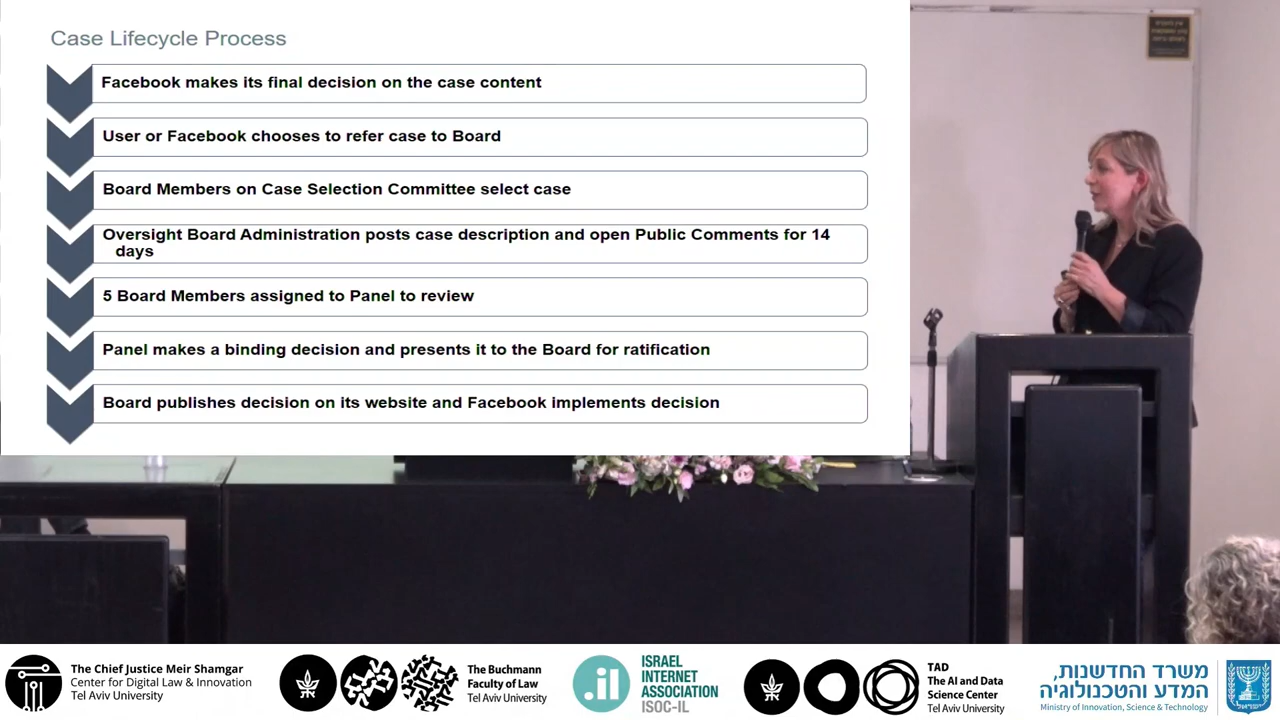 Case Lifecycle Process
Facebook makes its final decision on the case content
User or Facebook chooses to refer case to Board
Board Members on Case Selection Committee select case
Oversight Board Administration posts case description and open Public Comments for 14
days
5 Board Members assigned to Panel to review
Panel makes a binding decision and presents it to the Board for ratification
Board publishes decision on its website and Facebook implements decision
The Chief Justice Meir Shamgar
Center for Digital Law & Innovation
Tel Aviv University
The Buchmann
Faculty of Law
Tel Aviv University
.il
ISRAEL
INTERNET
ASSOCIATION
ISOC-IL
TAD
The AI and Data
Science Center
Tel Aviv University
משרד החדשנות,
המדע והטכנולוגיה
Ministry of Innovation, Science & Technology